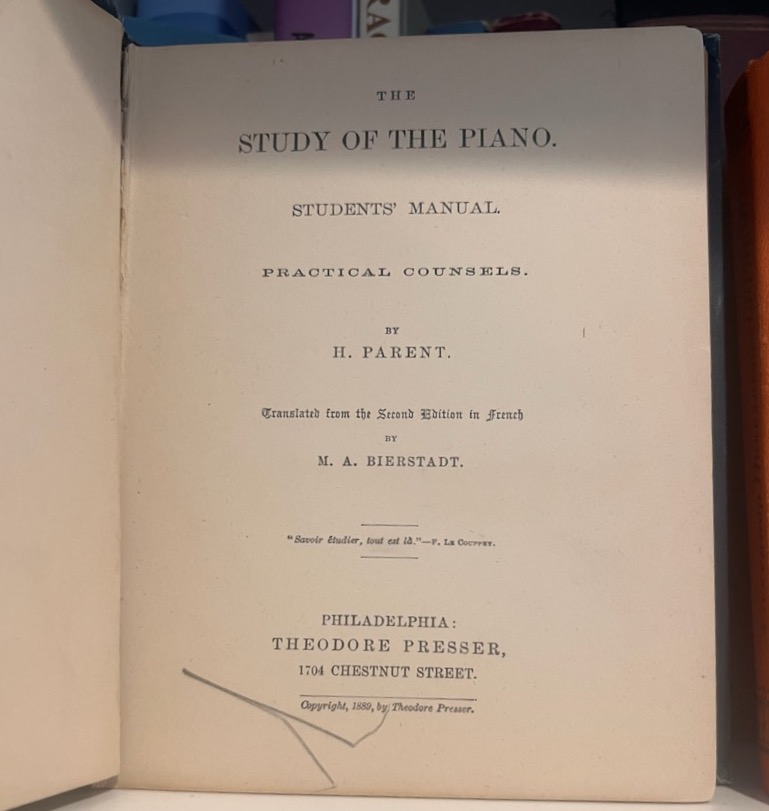 THE
STUDY OF THE PIANO.
STUDENTS' MANUAL.
PRACTICAL COUNSELS.
BY
H. PARENT.
Translated from the Second Edition in French
BY
M. A. BIERSTADT.
"Savoir étudier, tout est là."—F. Le Couppey.
PHILADELPHIA:
THEODORE PRESSER,
1704 CHESTNUT STREET.
Copyright, 1889, by Theodore Presser.